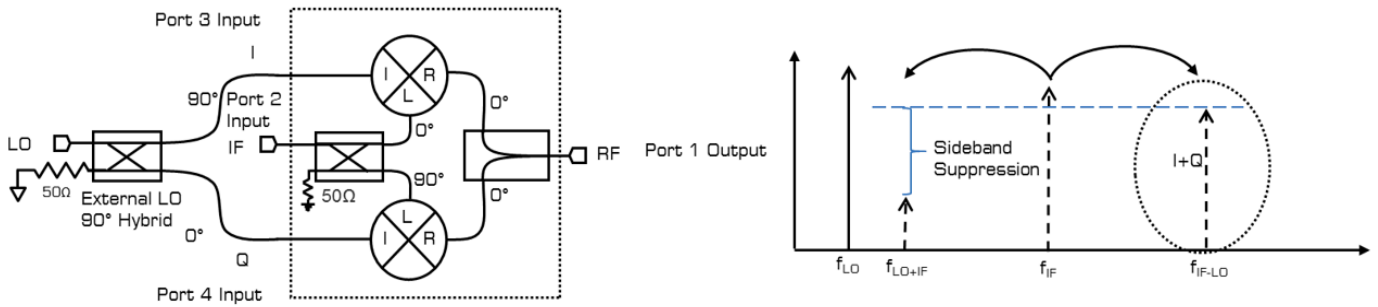 Port 3 Input
I
I
R
L
90°
Port 2
Input
0°
0°
LO
IF
RF
Port 1 Output
50Ω
External LO
90° Hybrid
50Ω
90°
0°
0°
L
I
R
Q
Port 4 Input
Sideband
Suppression
I+Q
fLO
fLO+IF
fIF
fIF-LO